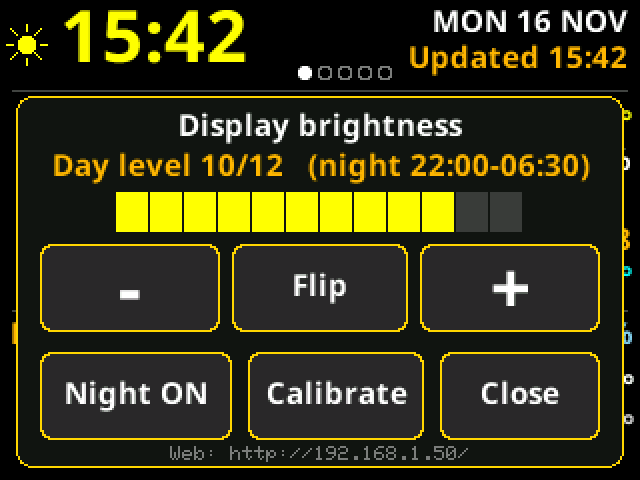 15:42
MON 16 NOV
Updated 15:42
Display brightness
Day level 10/12 (night 22:00-06:30)
- Flip +
Night ON Calibrate Close
Web: http://192.168.1.50/